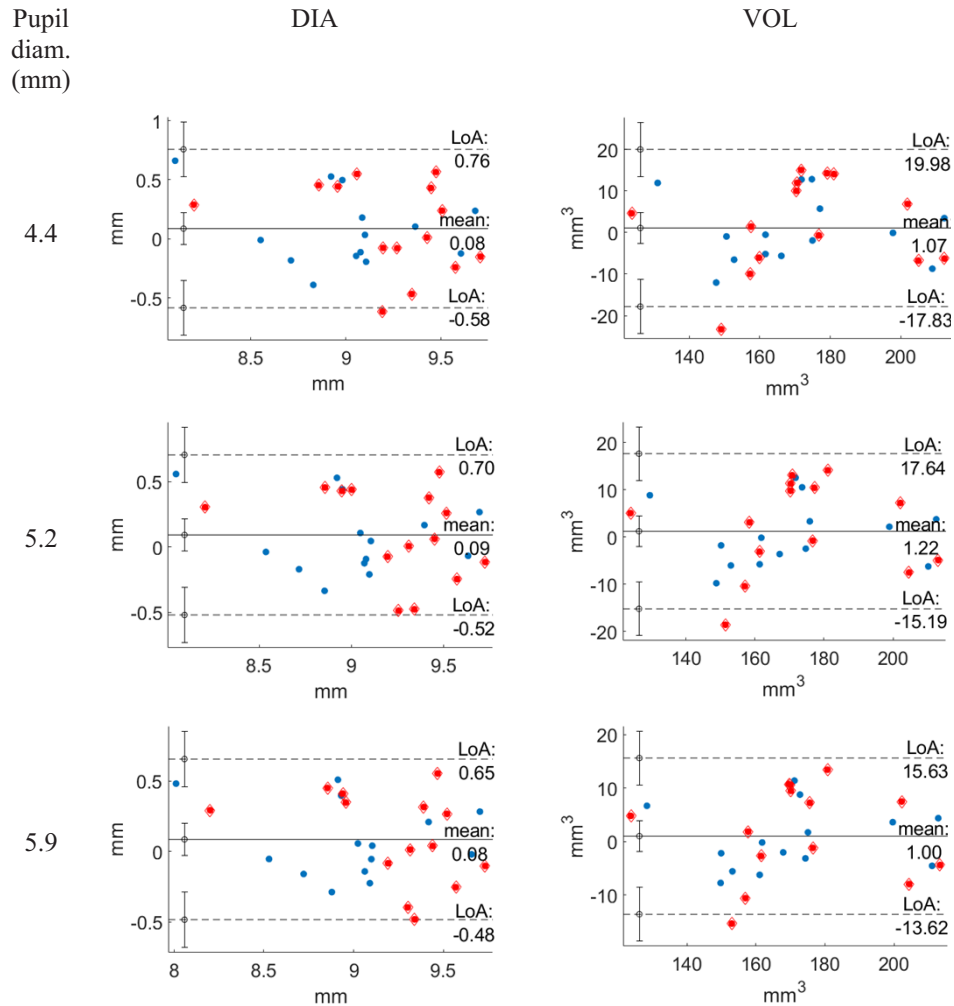 Pupil DIA VOL
diam.
(mm)
4.4
1
0.5
0
-0.5
mm
LoA:
0.76
mean:
0.08
LoA:
-0.58
8.5 9 9.5
mm
20
10
0
-10
-20
mm³
LoA:
19.98
mean:
1.07
LoA:
-17.83
140 160 180 200
mm³
5.2
0.5
0
-0.5
mm
LoA:
0.70
mean:
0.09
LoA:
-0.52
8.5 9 9.5
mm
20
10
0
-10
-20
mm³
LoA:
17.64
mean:
1.22
LoA:
-15.19
140 160 180 200
mm³
5.9
0.5
0
-0.5
mm
LoA:
0.65
mean:
0.08
LoA:
-0.48
8 8.5 9 9.5
mm
20
10
0
-10
mm³
LoA:
15.63
mean:
1.00
LoA:
-13.62
140 160 180 200
mm³